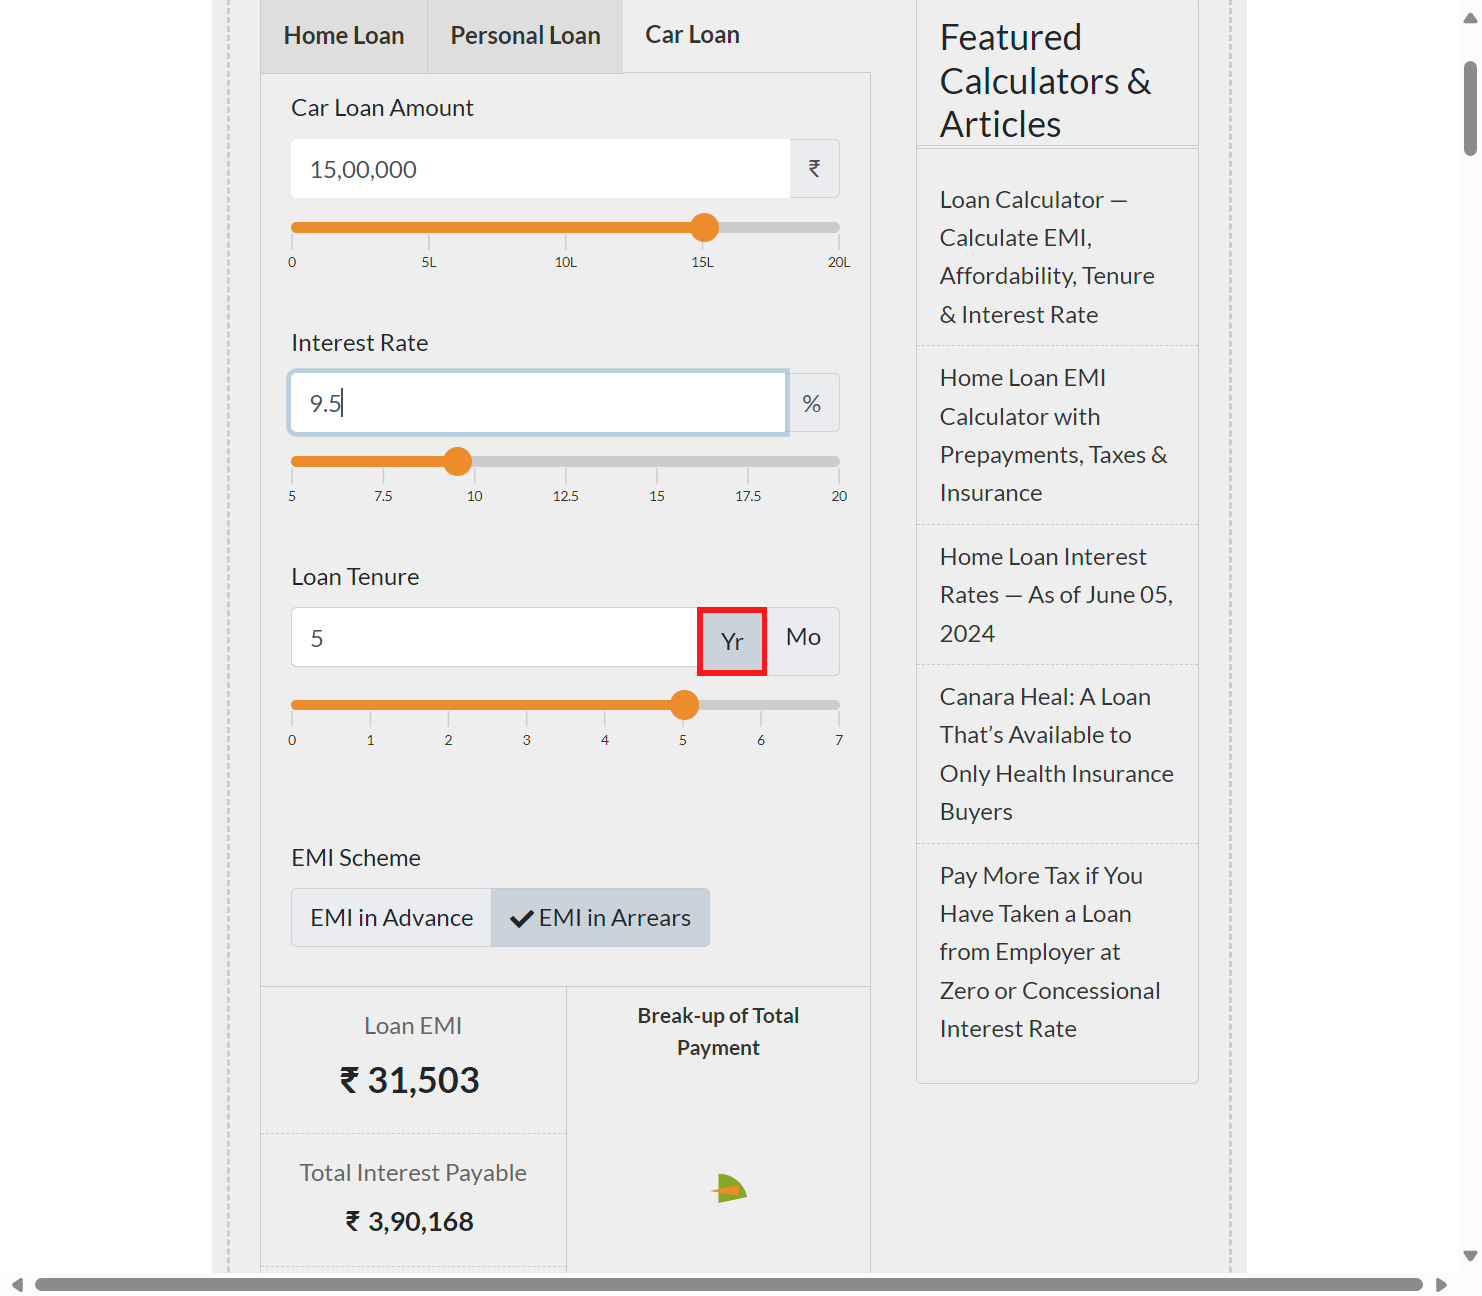 Home Loan
Personal Loan
Car Loan
Car Loan Amount
15,00,000
₹
0
5L
10L
15L
20L
Interest Rate
9.5
%
5
7.5
10
12.5
15
17.5
20
Loan Tenure
5
Yr
Mo
0
1
2
3
4
5
6
7
EMI Scheme
EMI in Advance
EMI in Arrears
Loan EMI
₹ 31,503
Total Interest Payable
₹ 3,90,168
Break-up of Total
Payment
Featured
Calculators &
Articles
Loan Calculator —
Calculate EMI,
Affordability, Tenure
& Interest Rate
Home Loan EMI
Calculator with
Prepayments, Taxes &
Insurance
Home Loan Interest
Rates — As of June 05,
2024
Canara Heal: A Loan
That’s Available to
Only Health Insurance
Buyers
Pay More Tax if You
Have Taken a Loan
from Employer at
Zero or Concessional
Interest Rate